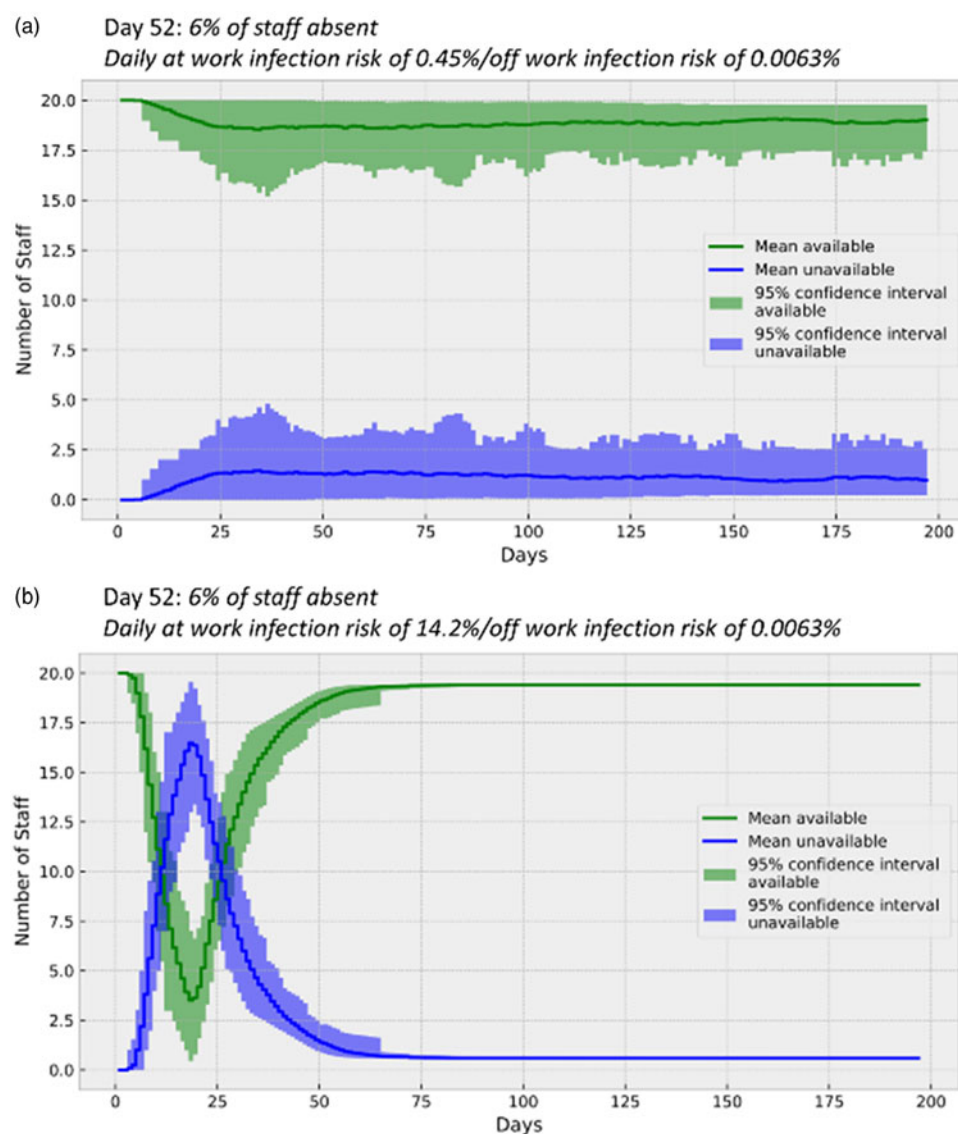 (a)
Day 52: 6% of staff absent
Daily at work infection risk of 0.45%/off work infection risk of 0.0063%
20.0
17.5
15.0
12.5
10.0
7.5
5.0
2.5
0.0
Number of Staff
Mean available
Mean unavailable
95% confidence interval
available
95% confidence interval
unavailable
0 25 50 75 100 125 150 175 200
Days
(b)
Day 52: 6% of staff absent
Daily at work infection risk of 14.2%/off work infection risk of 0.0063%
20.0
17.5
15.0
12.5
10.0
7.5
5.0
2.5
0.0
Number of Staff
Mean available
Mean unavailable
95% confidence interval
available
95% confidence interval
unavailable
0 25 50 75 100 125 150 175 200
Days